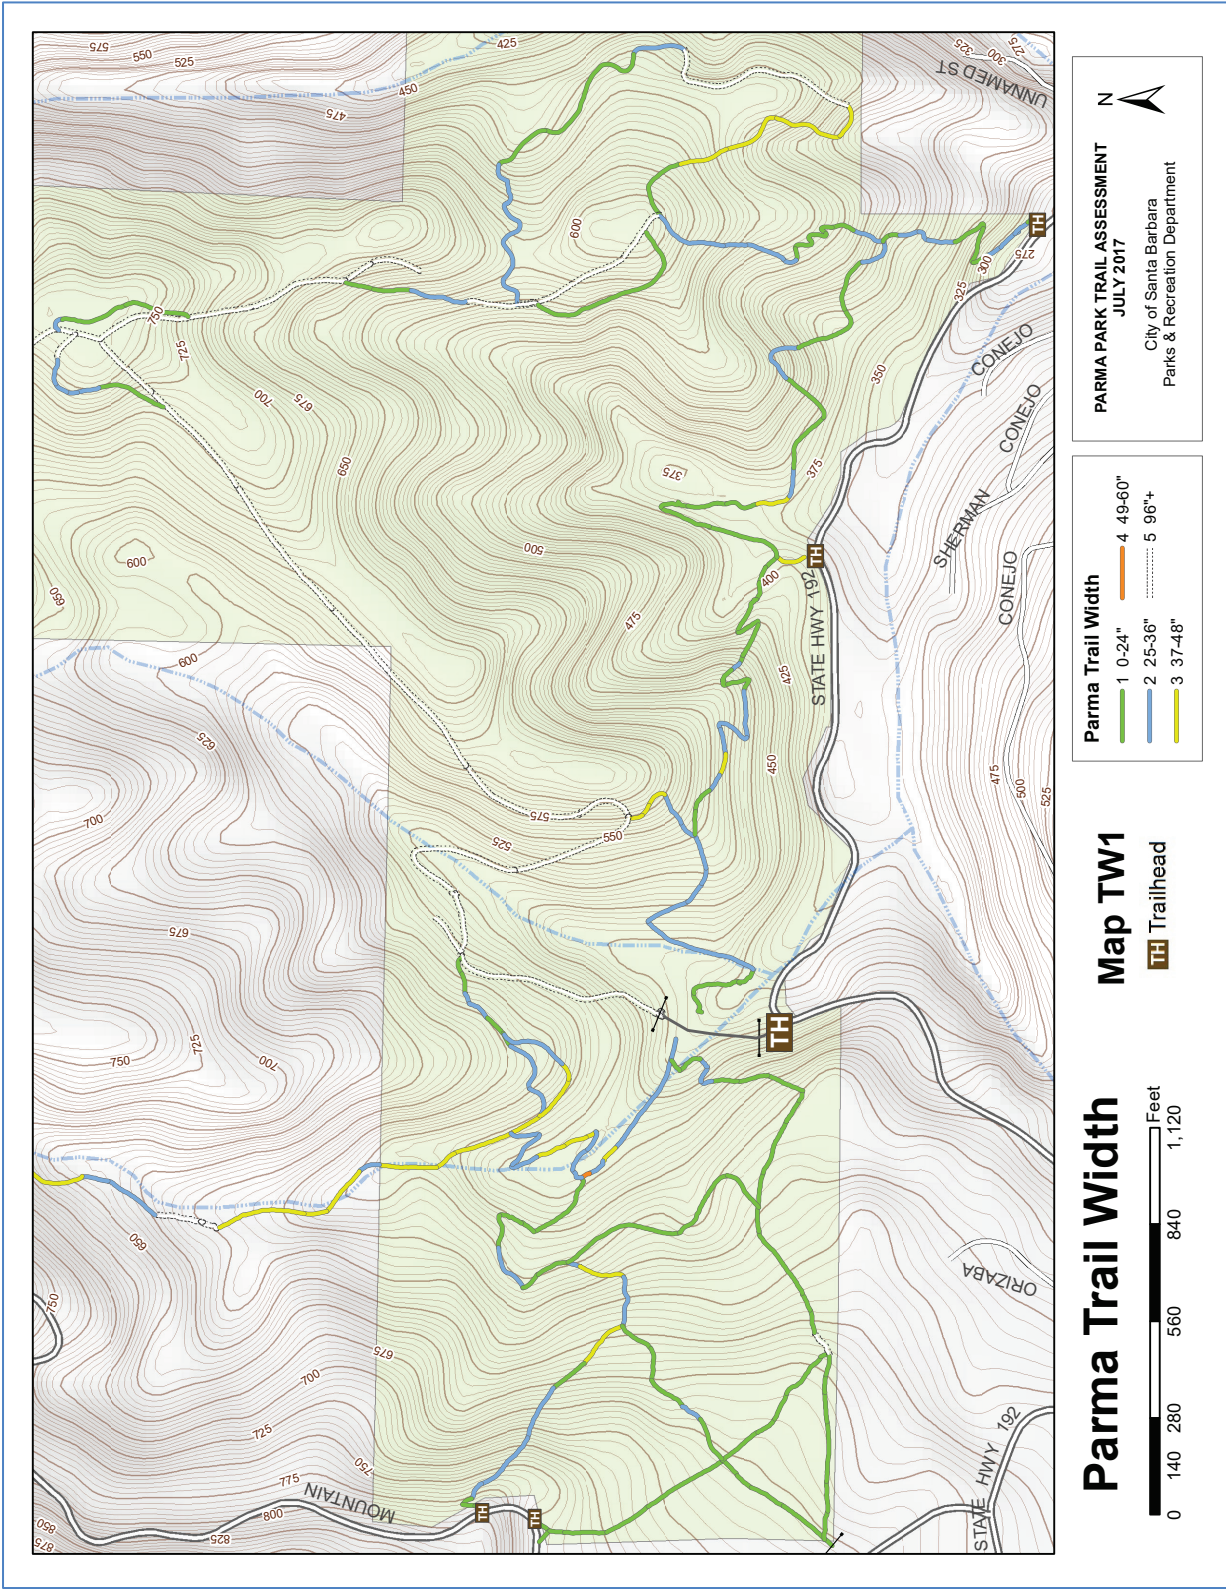 Parma Trail Width
Map TW1
TH Trailhead
0 140 280 560 840 1,120
Feet
Parma Trail Width
1 0-24"
2 25-36"
3 37-48"
4 49-60"
5 96"+
PARMA PARK TRAIL ASSESSMENT
JULY 2017
City of Santa Barbara
Parks & Recreation Department
N
875
850
825
800
775
MOUNTAIN
750
725
700
675
750
650
TH
TH
STATE HWY 192
ORIZABA
750
725
700
675
700
625
600
TH
525
550
575
450
425
400
475
500
STATE HWY 192
TH
475
500
525
CONEJO
SHERMAN
CONEJO
CONEJO
650
600
650
675
700
725
750
375
375
350
325
300
275
TH
600
575
550
525
475
450
425
325
300
275
UNNAMED ST